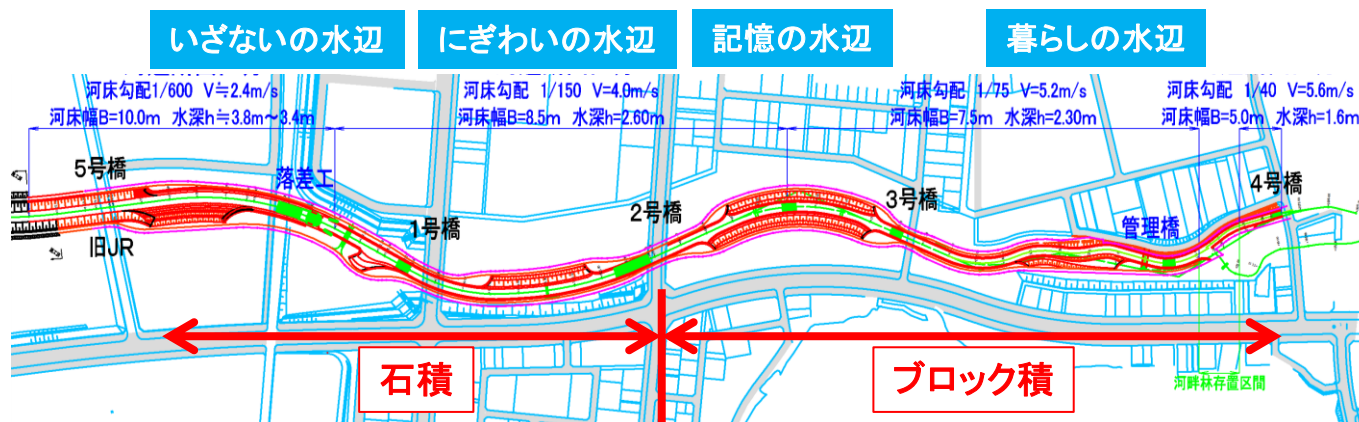 いざないの水辺
にぎわいの水辺
記憶の水辺
暮らしの水辺
河床勾配1/600 V≒2.4m/s
河床幅B=10.0m 水深h≒3.8m~3.4m
河床勾配 1/150 V=4.0m/s
河床幅B=8.5m 水深h=2.60m
河床勾配 1/75 V=5.2m/s
河床幅B=7.5m 水深h=2.30m
河床勾配 1/40 V=5.6m/s
河床幅B=5.0m 水深h=1.6m
5号橋
落差工
1号橋
2号橋
3号橋
管理橋
4号橋
旧JR
石積
ブロック積
河畔林存置区間